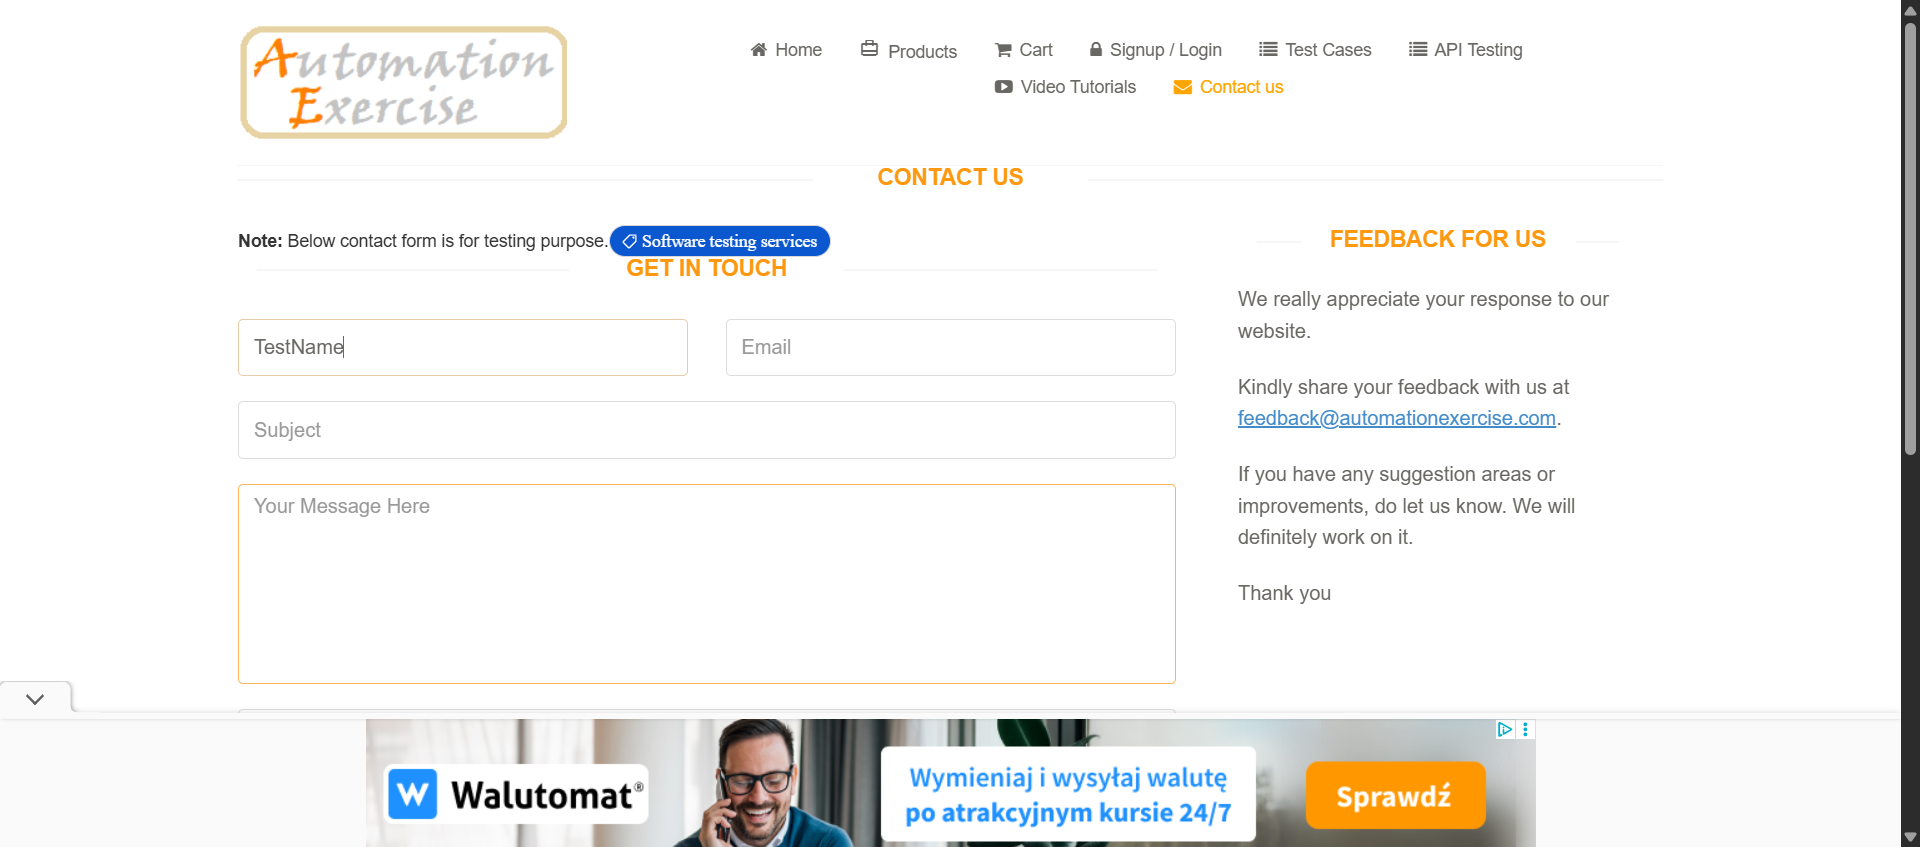 Automation
Exercise
Home
Products
Cart
Signup / Login
Test Cases
API Testing
Video Tutorials
Contact us
CONTACT US
Note: Below contact form is for testing purpose.
Software testing services
GET IN TOUCH
TestName
Email
Subject
Your Message Here
FEEDBACK FOR US
We really appreciate your response to our
website.
Kindly share your feedback with us at
feedback@automationexercise.com.
If you have any suggestion areas or
improvements, do let us know. We will
definitely work on it.
Thank you
W Walutomat®
Wymieniaj i wysyłaj walutę
po atrakcyjnym kursie 24/7
Sprawdź